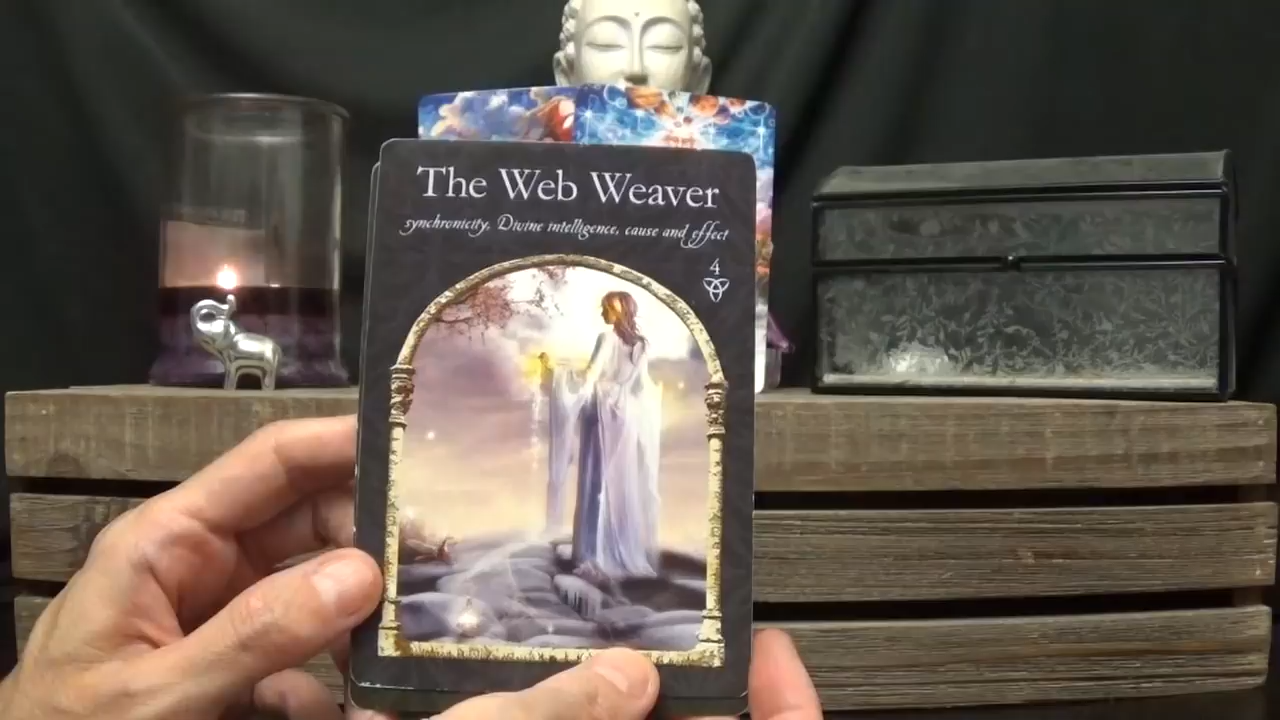 The Web Weaver
synchronicity, Divine intelligence, cause and effect
4